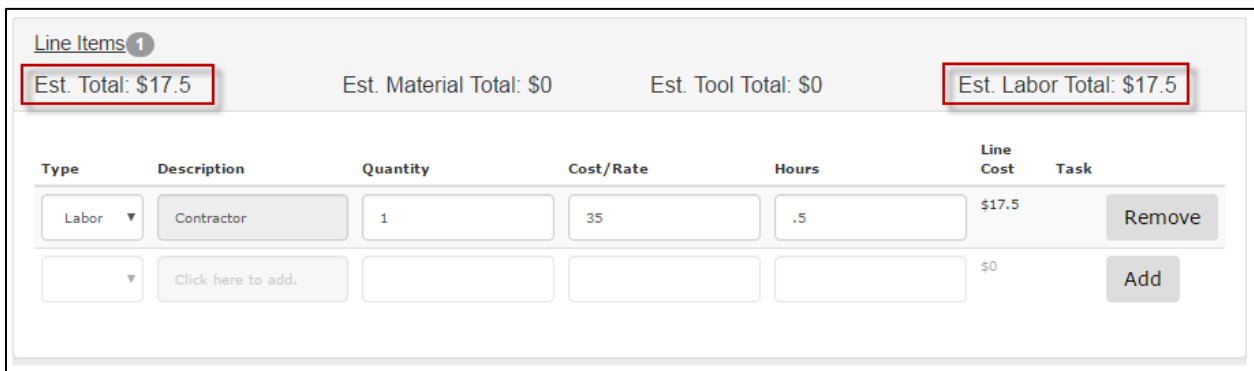 Line Items 1
Est. Total: $17.5 Est. Material Total: $0 Est. Tool Total: $0 Est. Labor Total: $17.5
Type Description Quantity Cost/Rate Hours Line Cost Task
Labor Contractor 1 35 .5 $17.5 Remove
Click here to add. $0 Add